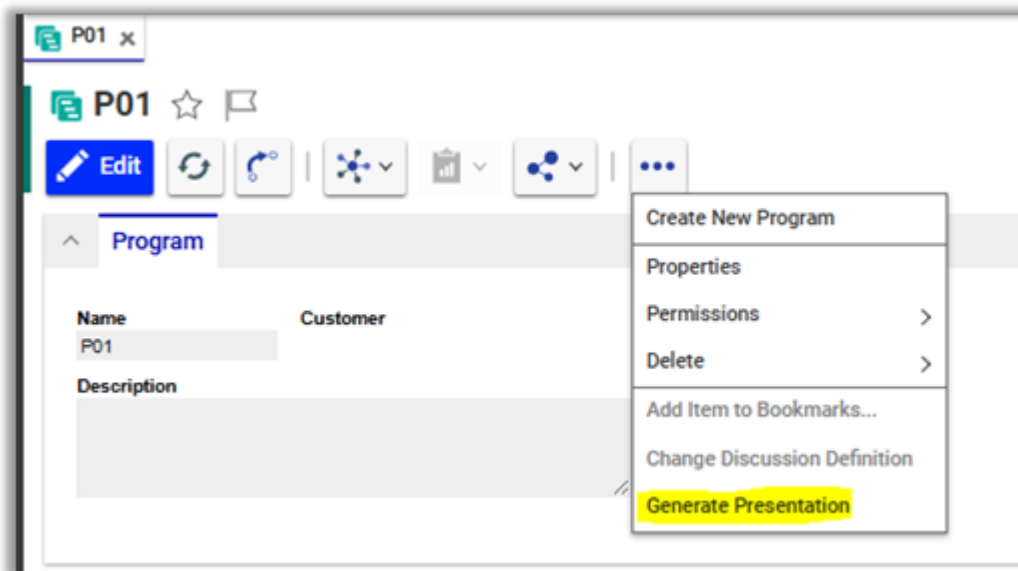 P01 x
P01
Edit
Create New Program
Program
Properties
Name
Customer
P01
Permissions
Delete
Description
Add Item to Bookmarks...
Change Discussion Definition
Generate Presentation